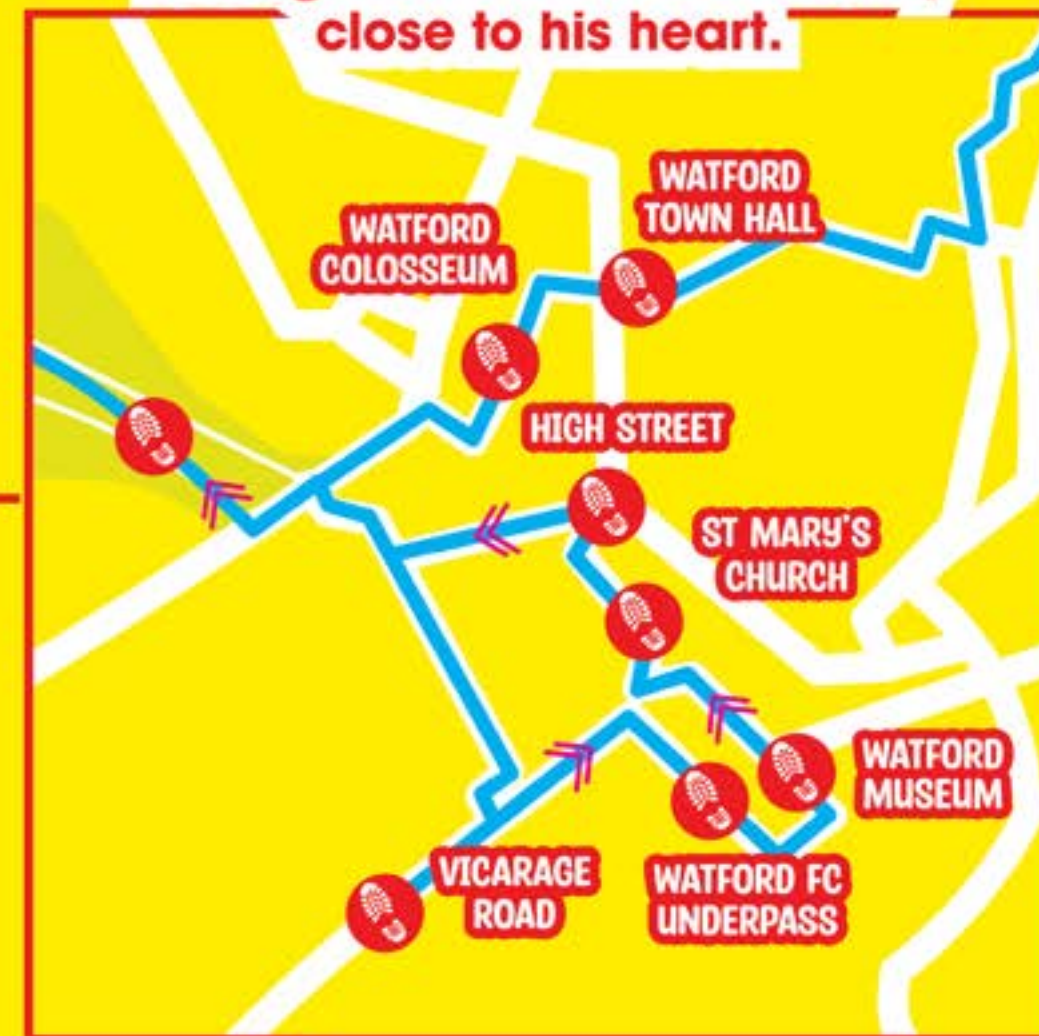 close to his heart.
WATFORD
TOWN HALL
WATFORD
COLOSSEUM
HIGH STREET
ST MARY'S
CHURCH
WATFORD
MUSEUM
VICARAGE
ROAD
WATFORD FC
UNDERPASS